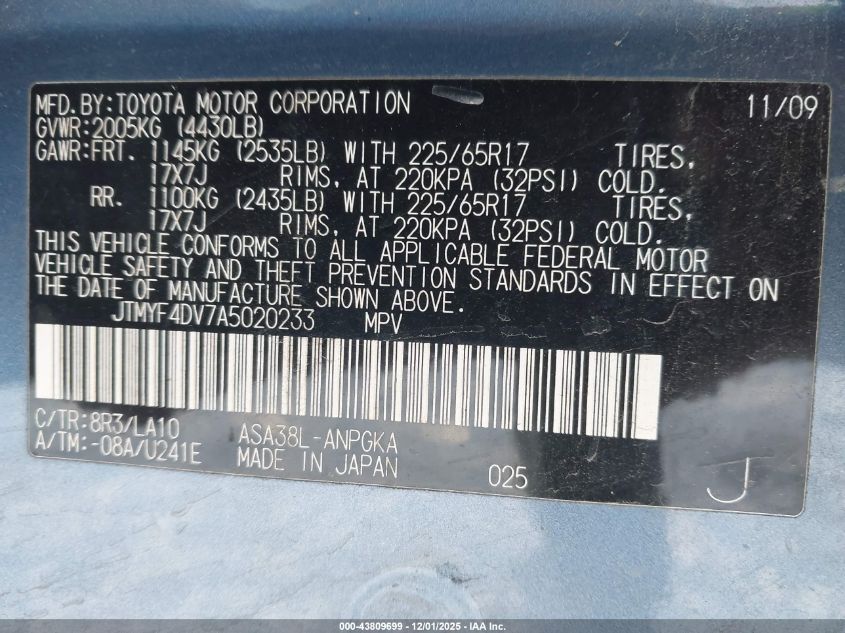 MFD.BY:TOYOTA MOTOR CORPORATION 11/09
GVWR:2005KG (4430LB)
GAWR:FRT. 1145KG (2535LB) WITH 225/65R17 TIRES,
17X7J RIMS, AT 220KPA (32PSI) COLD.
RR. 1100KG (2435LB) WITH 225/65R17 TIRES,
17X7J RIMS, AT 220KPA (32PSI) COLD.
THIS VEHICLE CONFORMS TO ALL APPLICABLE FEDERAL MOTOR
VEHICLE SAFETY AND THEFT PREVENTION STANDARDS IN EFFECT ON
THE DATE OF MANUFACTURE SHOWN ABOVE.
JTMYF4DV7A5020233 MPV
C/TR:8R3/LA10 ASA38L-ANPGKA
A/TM:-08A/U241E MADE IN JAPAN 025 J
000-43809699 - 12/01/2025 - IAA Inc.